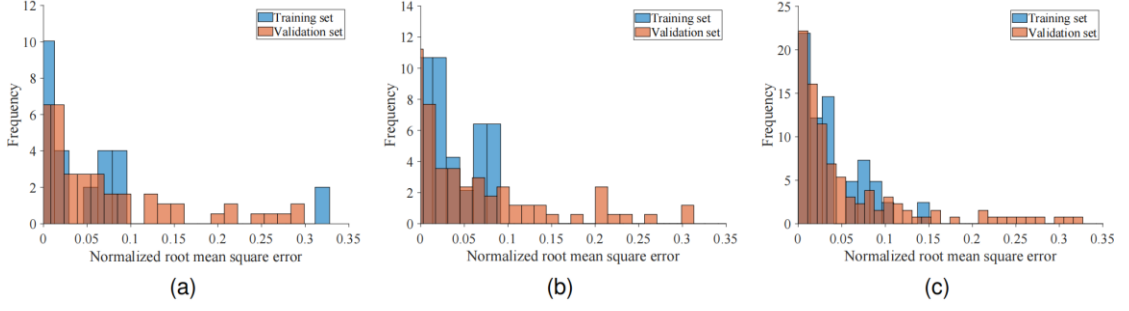 12
10
8
6
4
2
0
Frequency
0 0.05 0.1 0.15 0.2 0.25 0.3 0.35
Normalized root mean square error
Training set
Validation set
(a)
14
12
10
8
6
4
2
0
Frequency
0 0.05 0.1 0.15 0.2 0.25 0.3 0.35
Normalized root mean square error
Training set
Validation set
(b)
25
20
15
10
5
0
Frequency
0 0.05 0.1 0.15 0.2 0.25 0.3 0.35
Normalized root mean square error
Training set
Validation set
(c)